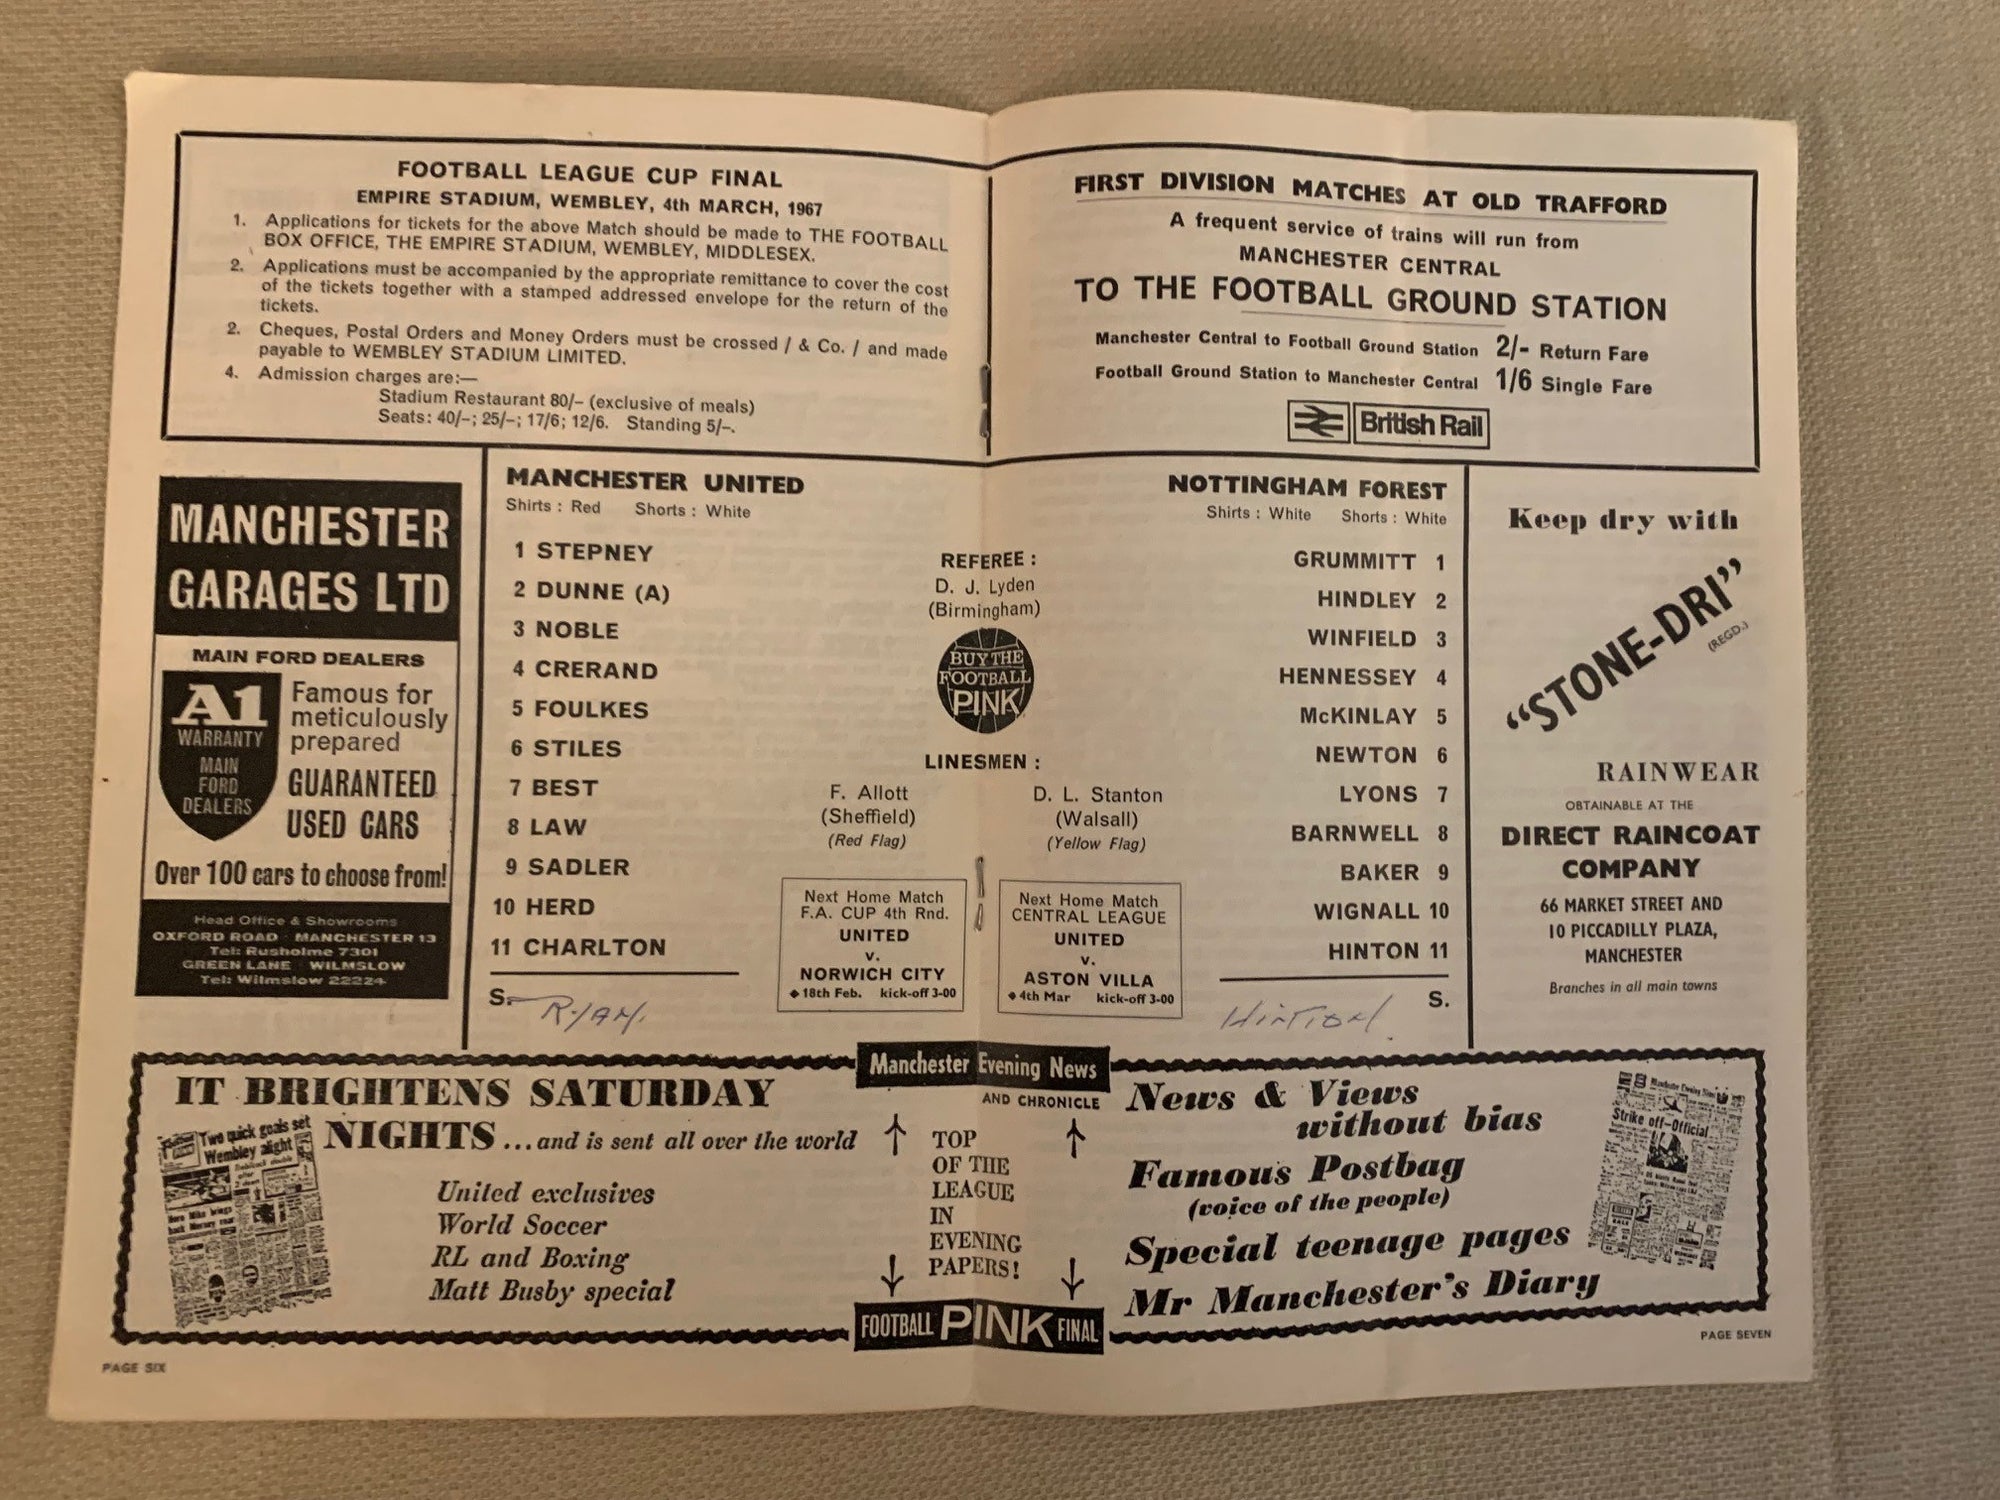 FOOTBALL LEAGUE CUP FINAL
EMPIRE STADIUM, WEMBLEY, 4th MARCH, 1967
1. Applications for tickets for the above Match should be made to THE FOOTBALL
BOX OFFICE, THE EMPIRE STADIUM, WEMBLEY, MIDDLESEX.
2. Applications must be accompanied by the appropriate remittance to cover the cost
of the tickets together with a stamped addressed envelope for the return of the
tickets.
2. Cheques, Postal Orders and Money Orders must be crossed / & Co. / and made
payable to WEMBLEY STADIUM LIMITED.
4. Admission charges are:—
Stadium Restaurant 80/– (exclusive of meals)
Seats: 40/–; 25/–; 17/6; 12/6. Standing 5/–.
FIRST DIVISION MATCHES AT OLD TRAFFORD
A frequent service of trains will run from
MANCHESTER CENTRAL
TO THE FOOTBALL GROUND STATION
Manchester Central to Football Ground Station 2/- Return Fare
Football Ground Station to Manchester Central 1/6 Single Fare
British Rail
MANCHESTER
GARAGES LTD
MAIN FORD DEALERS
A1
WARRANTY
MAIN
FORD
DEALERS
Famous for
meticulously
prepared
GUARANTEED
USED CARS
Over 100 cars to choose from!
Head Office & Showrooms
OXFORD ROAD · MANCHESTER 13
Tel: Rusholme 7301
GREEN LANE WILMSLOW
Tel: Wilmslow 22224
MANCHESTER UNITED
Shirts : Red Shorts : White
1 STEPNEY
2 DUNNE (A)
3 NOBLE
4 CRERAND
5 FOULKES
6 STILES
7 BEST
8 LAW
9 SADLER
10 HERD
11 CHARLTON
S. RYAN.
REFEREE :
D. J. Lyden
(Birmingham)
BUY THE
FOOTBALL
PINK
LINESMEN :
F. Allott
(Sheffield)
(Red Flag)
D. L. Stanton
(Walsall)
(Yellow Flag)
Next Home Match
F.A. CUP 4th Rnd.
UNITED
v.
NORWICH CITY
◆ 18th Feb. kick-off 3-00
Next Home Match
CENTRAL LEAGUE
UNITED
v.
ASTON VILLA
◆ 4th Mar kick-off 3-00
NOTTINGHAM FOREST
Shirts : White Shorts : White
GRUMMITT 1
HINDLEY 2
WINFIELD 3
HENNESSEY 4
McKINLAY 5
NEWTON 6
LYONS 7
BARNWELL 8
BAKER 9
WIGNALL 10
HINTON 11
HINTON S.
Keep dry with
“STONE-DRI”
(REGD.)
RAINWEAR
OBTAINABLE AT THE
DIRECT RAINCOAT
COMPANY
66 MARKET STREET AND
10 PICCADILLY PLAZA,
MANCHESTER
Branches in all main towns
IT BRIGHTENS SATURDAY
NIGHTS ...and is sent all over the world
Two quick goals set
Wembley alight
United exclusives
World Soccer
RL and Boxing
Matt Busby special
Manchester Evening News
AND CHRONICLE
TOP
OF THE
LEAGUE
IN
EVENING
PAPERS!
FOOTBALL PINK FINAL
News & Views
without bias
Famous Postbag
(voice of the people)
Special teenage pages
Mr Manchester's Diary
Manchester Evening News
Strike off–Official
PAGE SIX
PAGE SEVEN